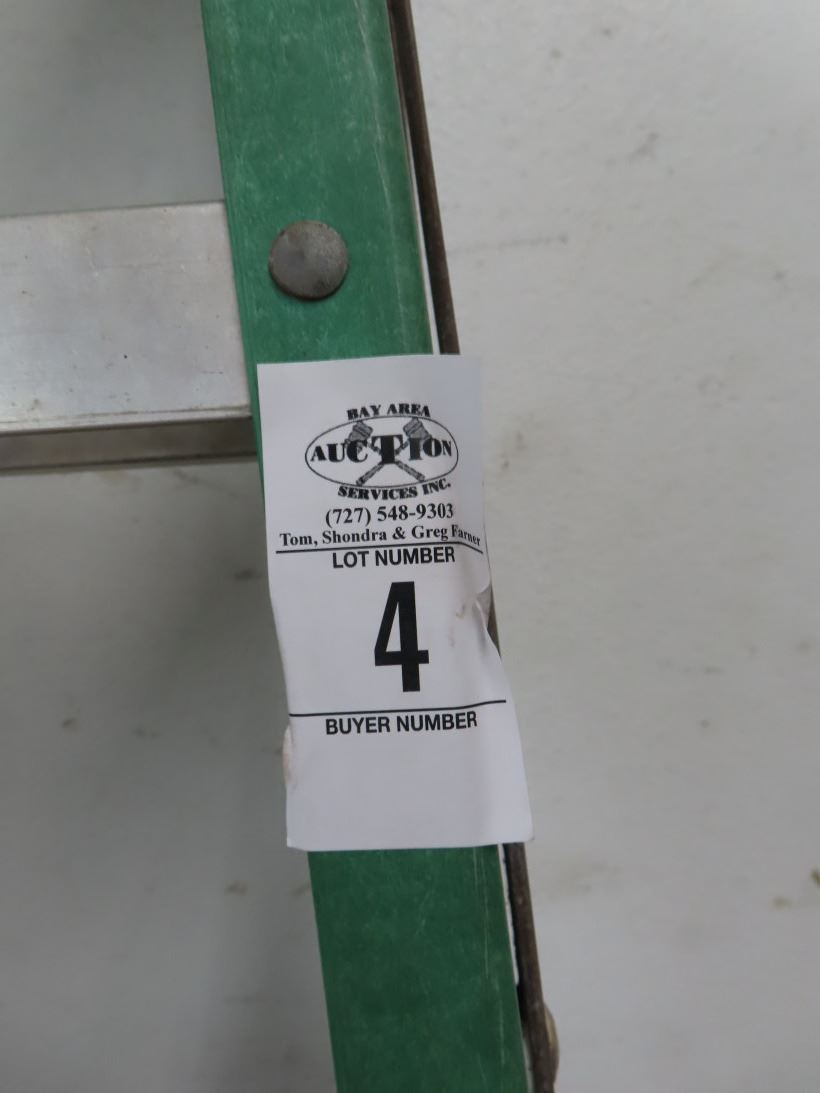 BAY AREA
AUCTION
SERVICES INC.
(727) 548-9303
Tom, Shondra & Greg Farner
LOT NUMBER
4
BUYER NUMBER